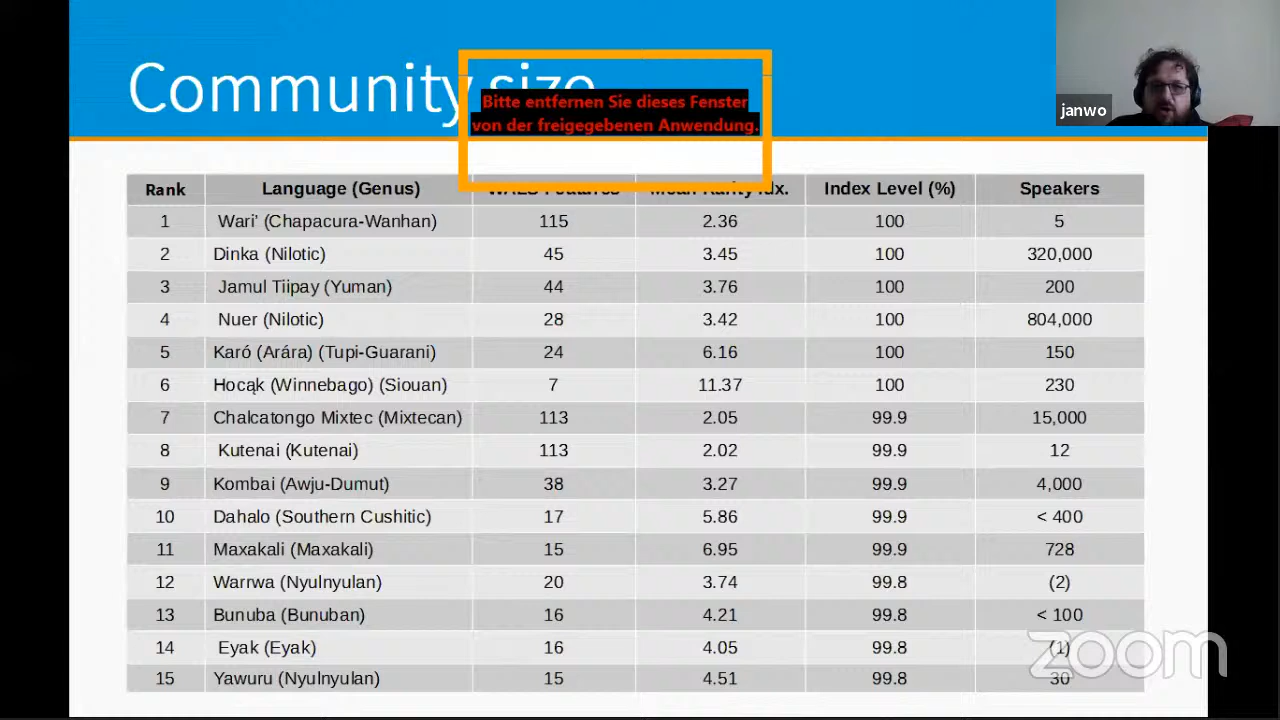 Community size
Bitte entfernen Sie dieses Fenster
von der freigegebenen Anwendung.
janwo
Rank Language (Genus) WALS Features Mean Rarity Idx. Index Level (%) Speakers
1 Wari' (Chapacura-Wanhan) 115 2.36 100 5
2 Dinka (Nilotic) 45 3.45 100 320,000
3 Jamul Tiipay (Yuman) 44 3.76 100 200
4 Nuer (Nilotic) 28 3.42 100 804,000
5 Karó (Arára) (Tupi-Guarani) 24 6.16 100 150
6 Hocąk (Winnebago) (Siouan) 7 11.37 100 230
7 Chalcatongo Mixtec (Mixtecan) 113 2.05 99.9 15,000
8 Kutenai (Kutenai) 113 2.02 99.9 12
9 Kombai (Awju-Dumut) 38 3.27 99.9 4,000
10 Dahalo (Southern Cushitic) 17 5.86 99.9 < 400
11 Maxakali (Maxakali) 15 6.95 99.9 728
12 Warrwa (Nyulnyulan) 20 3.74 99.8 (2)
13 Bunuba (Bunuban) 16 4.21 99.8 < 100
14 Eyak (Eyak) 16 4.05 99.8 (1)
15 Yawuru (Nyulnyulan) 15 4.51 99.8 30
zoom